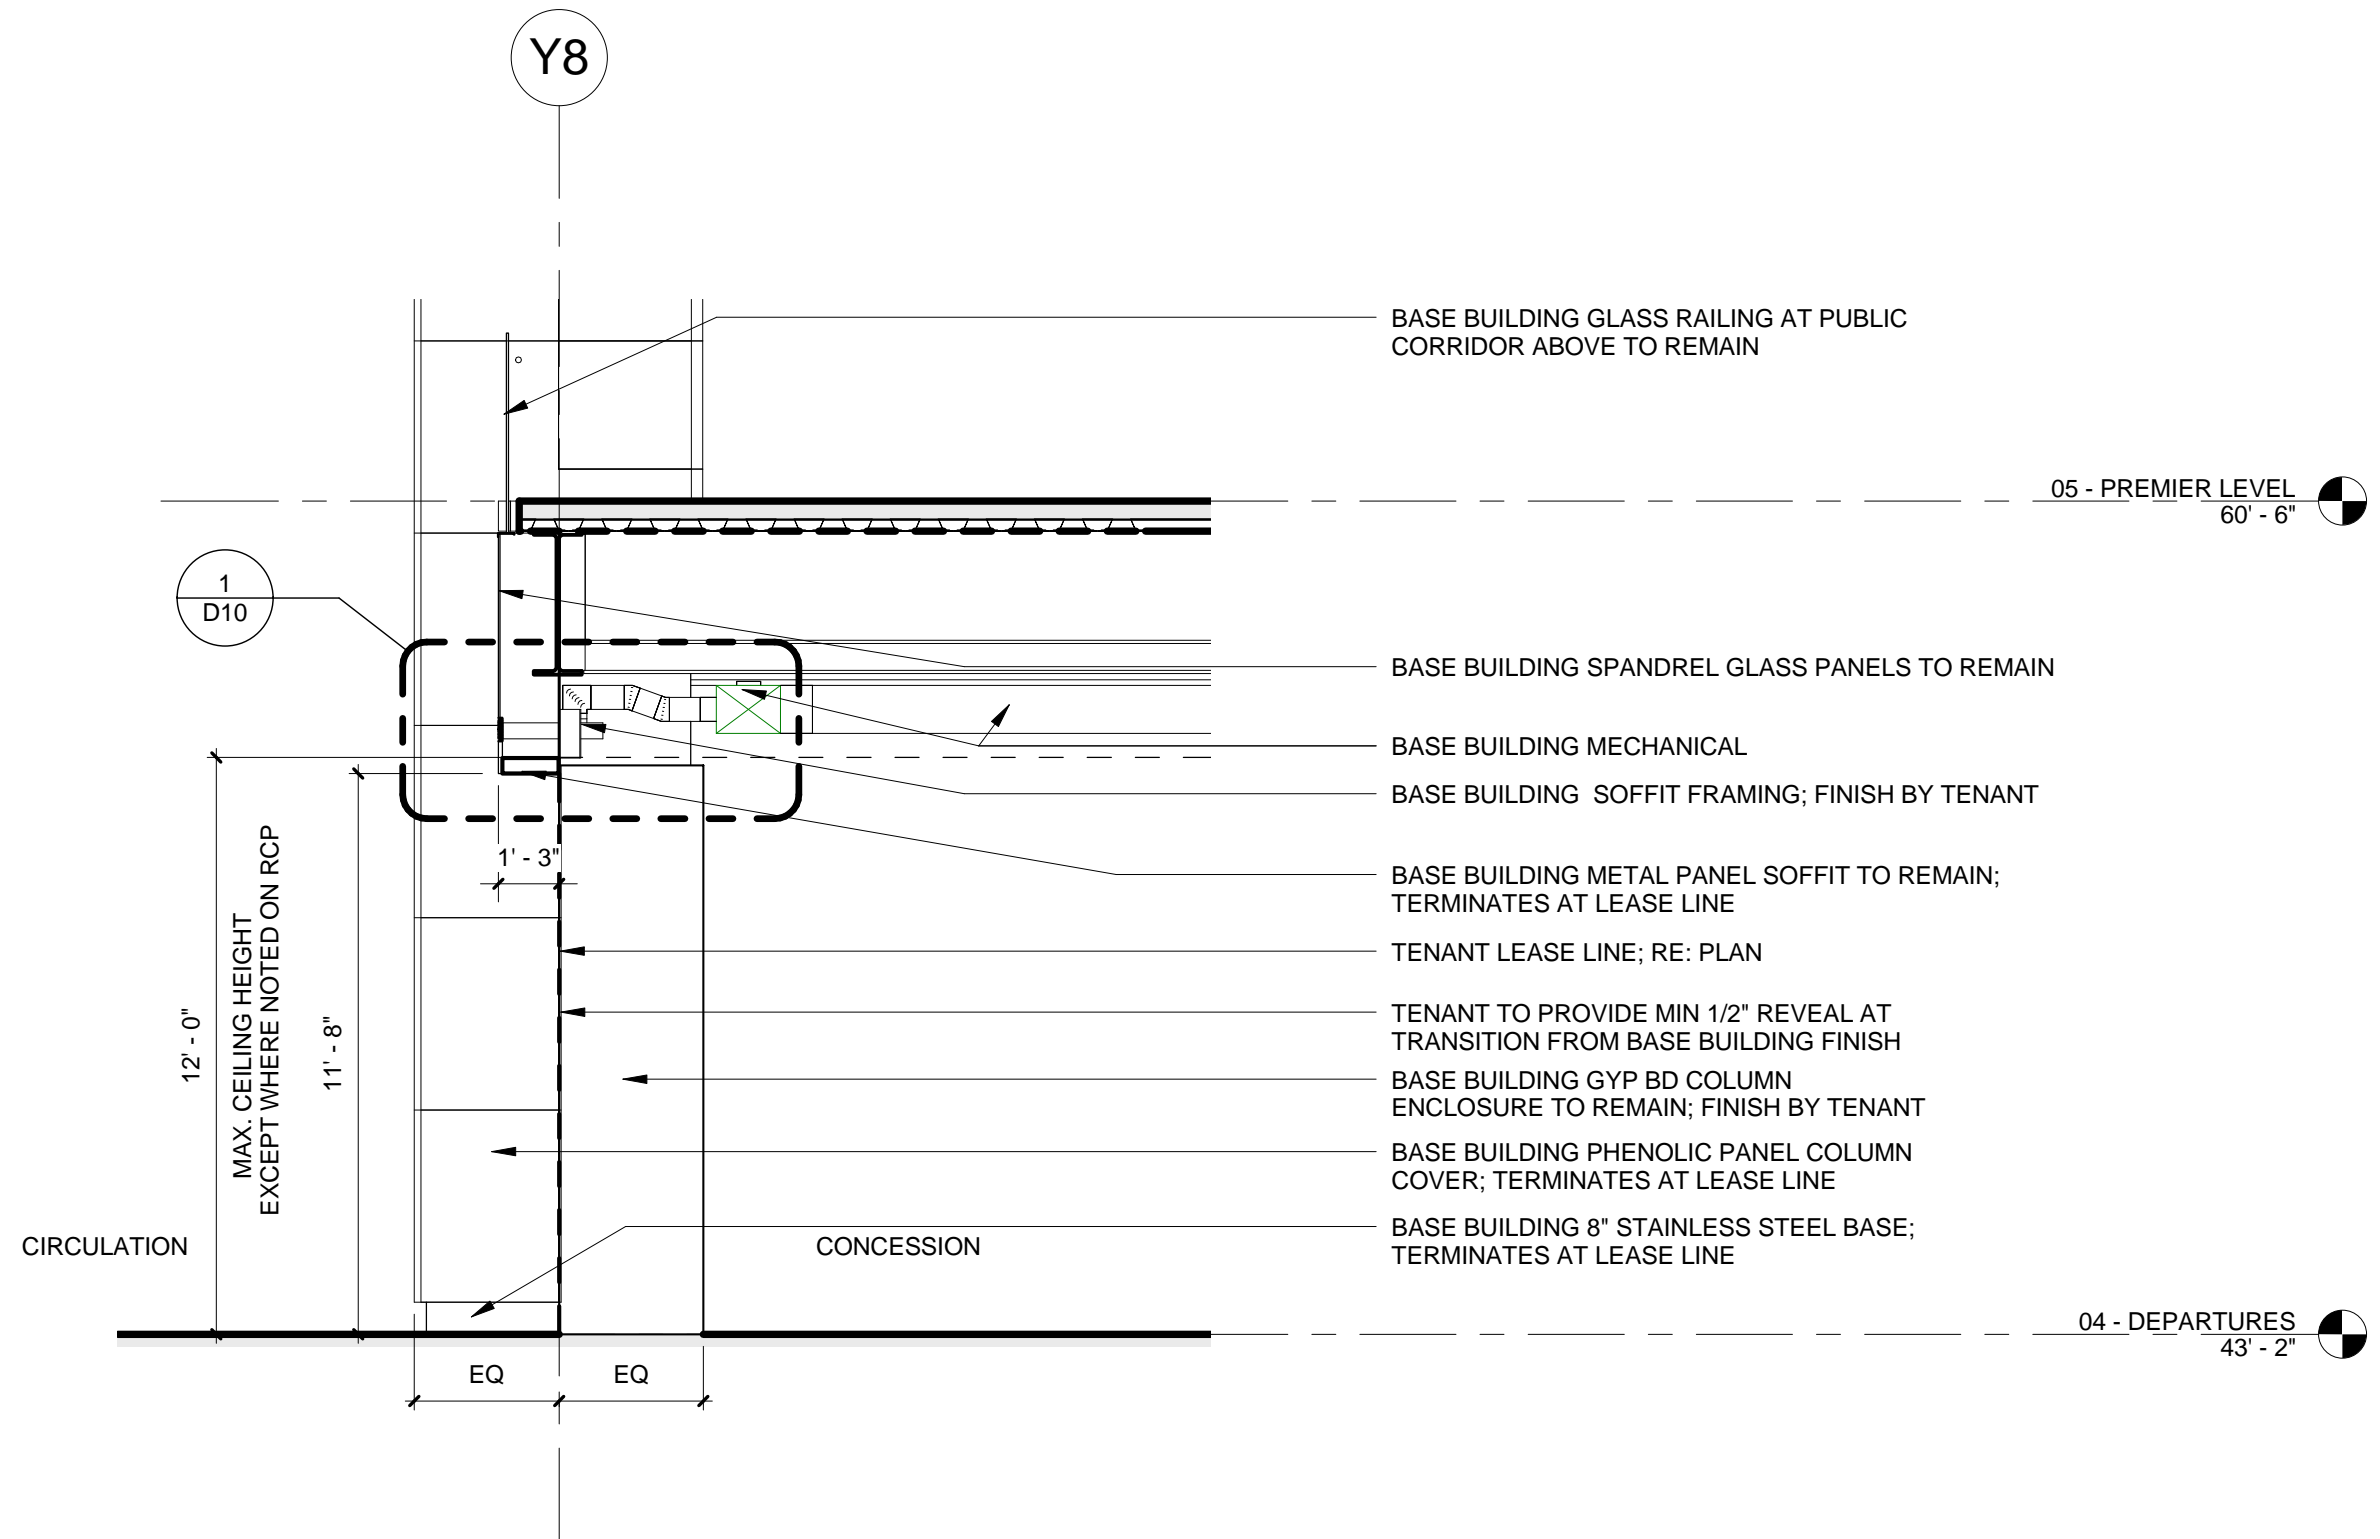 Y8
BASE BUILDING GLASS RAILING AT PUBLIC
CORRIDOR ABOVE TO REMAIN
05 - PREMIER LEVEL
60' - 6"
1
D10
BASE BUILDING SPANDREL GLASS PANELS TO REMAIN
BASE BUILDING MECHANICAL
BASE BUILDING SOFFIT FRAMING; FINISH BY TENANT
BASE BUILDING METAL PANEL SOFFIT TO REMAIN;
TERMINATES AT LEASE LINE
TENANT LEASE LINE; RE: PLAN
TENANT TO PROVIDE MIN 1/2" REVEAL AT
TRANSITION FROM BASE BUILDING FINISH
BASE BUILDING GYP BD COLUMN
ENCLOSURE TO REMAIN; FINISH BY TENANT
BASE BUILDING PHENOLIC PANEL COLUMN
COVER; TERMINATES AT LEASE LINE
BASE BUILDING 8" STAINLESS STEEL BASE;
TERMINATES AT LEASE LINE
1' - 3"
12' - 0"
MAX. CEILING HEIGHT
EXCEPT WHERE NOTED ON RCP
11' - 8"
CIRCULATION
CONCESSION
04 - DEPARTURES
43' - 2"
EQ
EQ